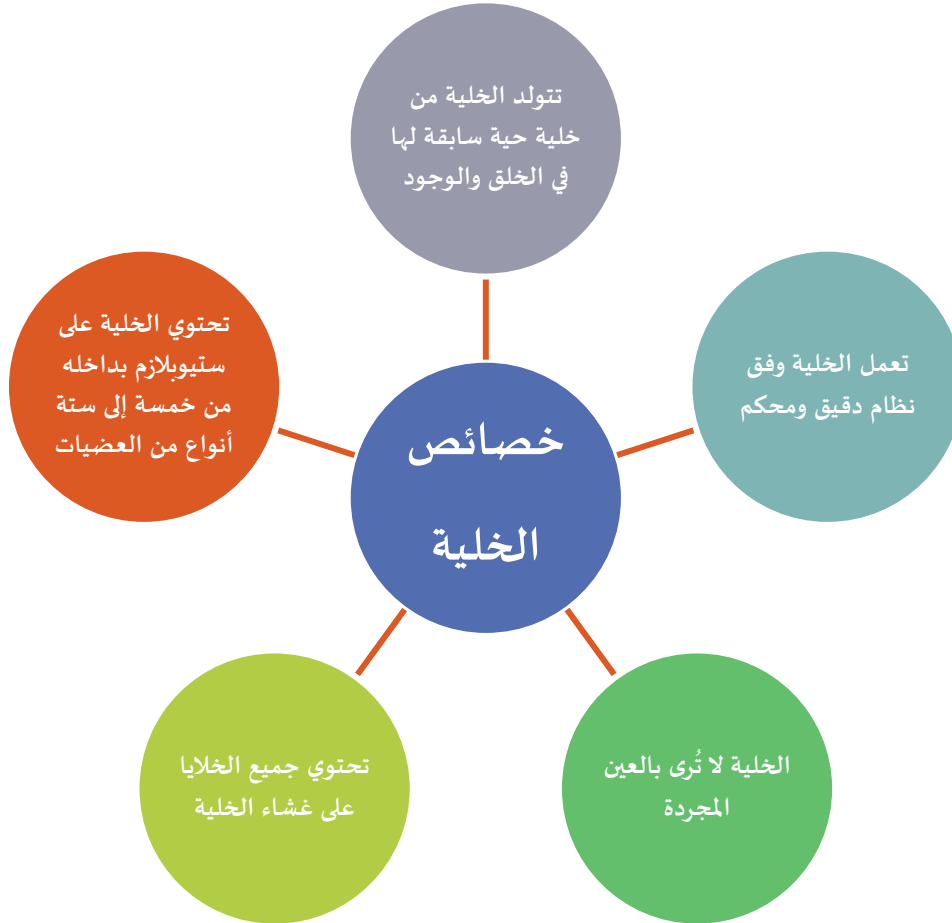 تتولد الخلية من
خلية حية سابقة لها
في الخلق والوجود
تعمل الخلية وفق
نظام دقيق ومحكم
تحتوي الخلية على
ستيوبلازم بداخله
من خمسة إلى ستة
أنواع من العضيات
خصائص
الخلية
الخلية لا تُرى بالعين
المجردة
تحتوي جميع الخلايا
على غشاء الخلية